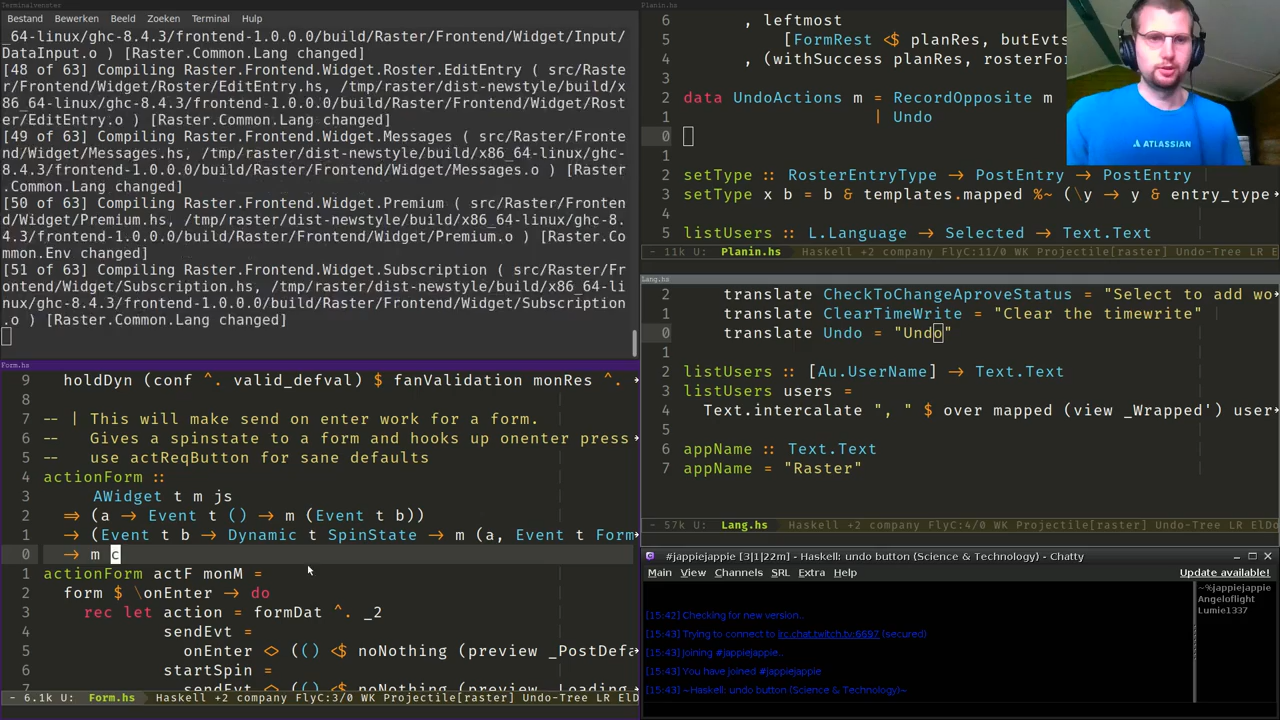 Terminalvenster
Bestand Bewerken Beeld Zoeken Terminal Hulp
_64-linux/ghc-8.4.3/frontend-1.0.0.0/build/Raster/Frontend/Widget/Input/
DataInput.o ) [Raster.Common.Lang changed]
[48 of 63] Compiling Raster.Frontend.Widget.Roster.EditEntry ( src/Raste
r/Frontend/Widget/Roster/EditEntry.hs, /tmp/raster/dist-newstyle/build/x
86_64-linux/ghc-8.4.3/frontend-1.0.0.0/build/Raster/Frontend/Widget/Rost
er/EditEntry.o ) [Raster.Common.Lang changed]
[49 of 63] Compiling Raster.Frontend.Widget.Messages ( src/Raster/Fronte
nd/Widget/Messages.hs, /tmp/raster/dist-newstyle/build/x86_64-linux/ghc-
8.4.3/frontend-1.0.0.0/build/Raster/Frontend/Widget/Messages.o ) [Raster
.Common.Lang changed]
[50 of 63] Compiling Raster.Frontend.Widget.Premium ( src/Raster/Fronten
d/Widget/Premium.hs, /tmp/raster/dist-newstyle/build/x86_64-linux/ghc-8.
4.3/frontend-1.0.0.0/build/Raster/Frontend/Widget/Premium.o ) [Raster.Co
mmon.Env changed]
[51 of 63] Compiling Raster.Frontend.Widget.Subscription ( src/Raster/Fr
ontend/Widget/Subscription.hs, /tmp/raster/dist-newstyle/build/x86_64-li
nux/ghc-8.4.3/frontend-1.0.0.0/build/Raster/Frontend/Widget/Subscription
.o ) [Raster.Common.Lang changed]
Form.hs
9 holdDyn (conf ^. valid_defval) $ fanValidation monRes ^.
8
7 -- | This will make send on enter work for a form.
6 -- Gives a spinstate to a form and hooks up onenter press
5 -- use actReqButton for sane defaults
4 actionForm ::
3 AWidget t m js
2 ⇒ (a → Event t () → m (Event t b))
1 → (Event t b → Dynamic t SpinState → m (a, Event t Form
0 → m c
1 actionForm actF monM =
2 form $ \onEnter → do
3 rec let action = formDat ^. _2
4 sendEvt =
5 onEnter <> (() <$ noNothing (preview _PostDefa
6 startSpin =
7 sendEvt <> (() <$ noNothing (preview _Loading
- 6.1k U: Form.hs Haskell +2 company FlyC:3/0 WK Projectile[raster] Undo-Tree LR ElD
Planin.hs
6 , leftmost
5 [FormRest <$ planRes, butEvts
4 , (withSuccess planRes, rosterFo
3
2 data UndoActions m = RecordOpposite m
1 | Undo
0
1
2 setType :: RosterEntryType → PostEntry → PostEntry
3 setType x b = b & templates.mapped %~ (\y → y & entry_type
4
5 listUsers :: L.Language → Selected → Text.Text
- 11k U: Planin.hs Haskell +2 company FlyC:11/0 WK Projectile[raster] Undo-Tree LR El
ATLASSIAN
Lang.hs
2 translate CheckToChangeAproveStatus = "Select to add wo
1 translate ClearTimeWrite = "Clear the timewrite"
0 translate Undo = "Undo"
1
2 listUsers :: [Au.UserName] → Text.Text
3 listUsers users =
4 Text.intercalate ", " $ over mapped (view _Wrapped') user
5
6 appName :: Text.Text
7 appName = "Raster"
- 57k U: Lang.hs Haskell +2 company FlyC:4/0 WK Projectile[raster] Undo-Tree LR ElDo
#jappiejappie [3|1|22m] - Haskell: undo button (Science & Technology) - Chatty
Main View Channels SRL Extra Help Update available!
[15:42] Checking for new version..
[15:43] Trying to connect to irc.chat.twitch.tv:6697 (secured)
[15:43] Joining #jappiejappie..
[15:43] You have joined #jappiejappie
[15:43] ~Haskell: undo button (Science & Technology)~
~%jappiejappie
Angeloflight
Lumie1337